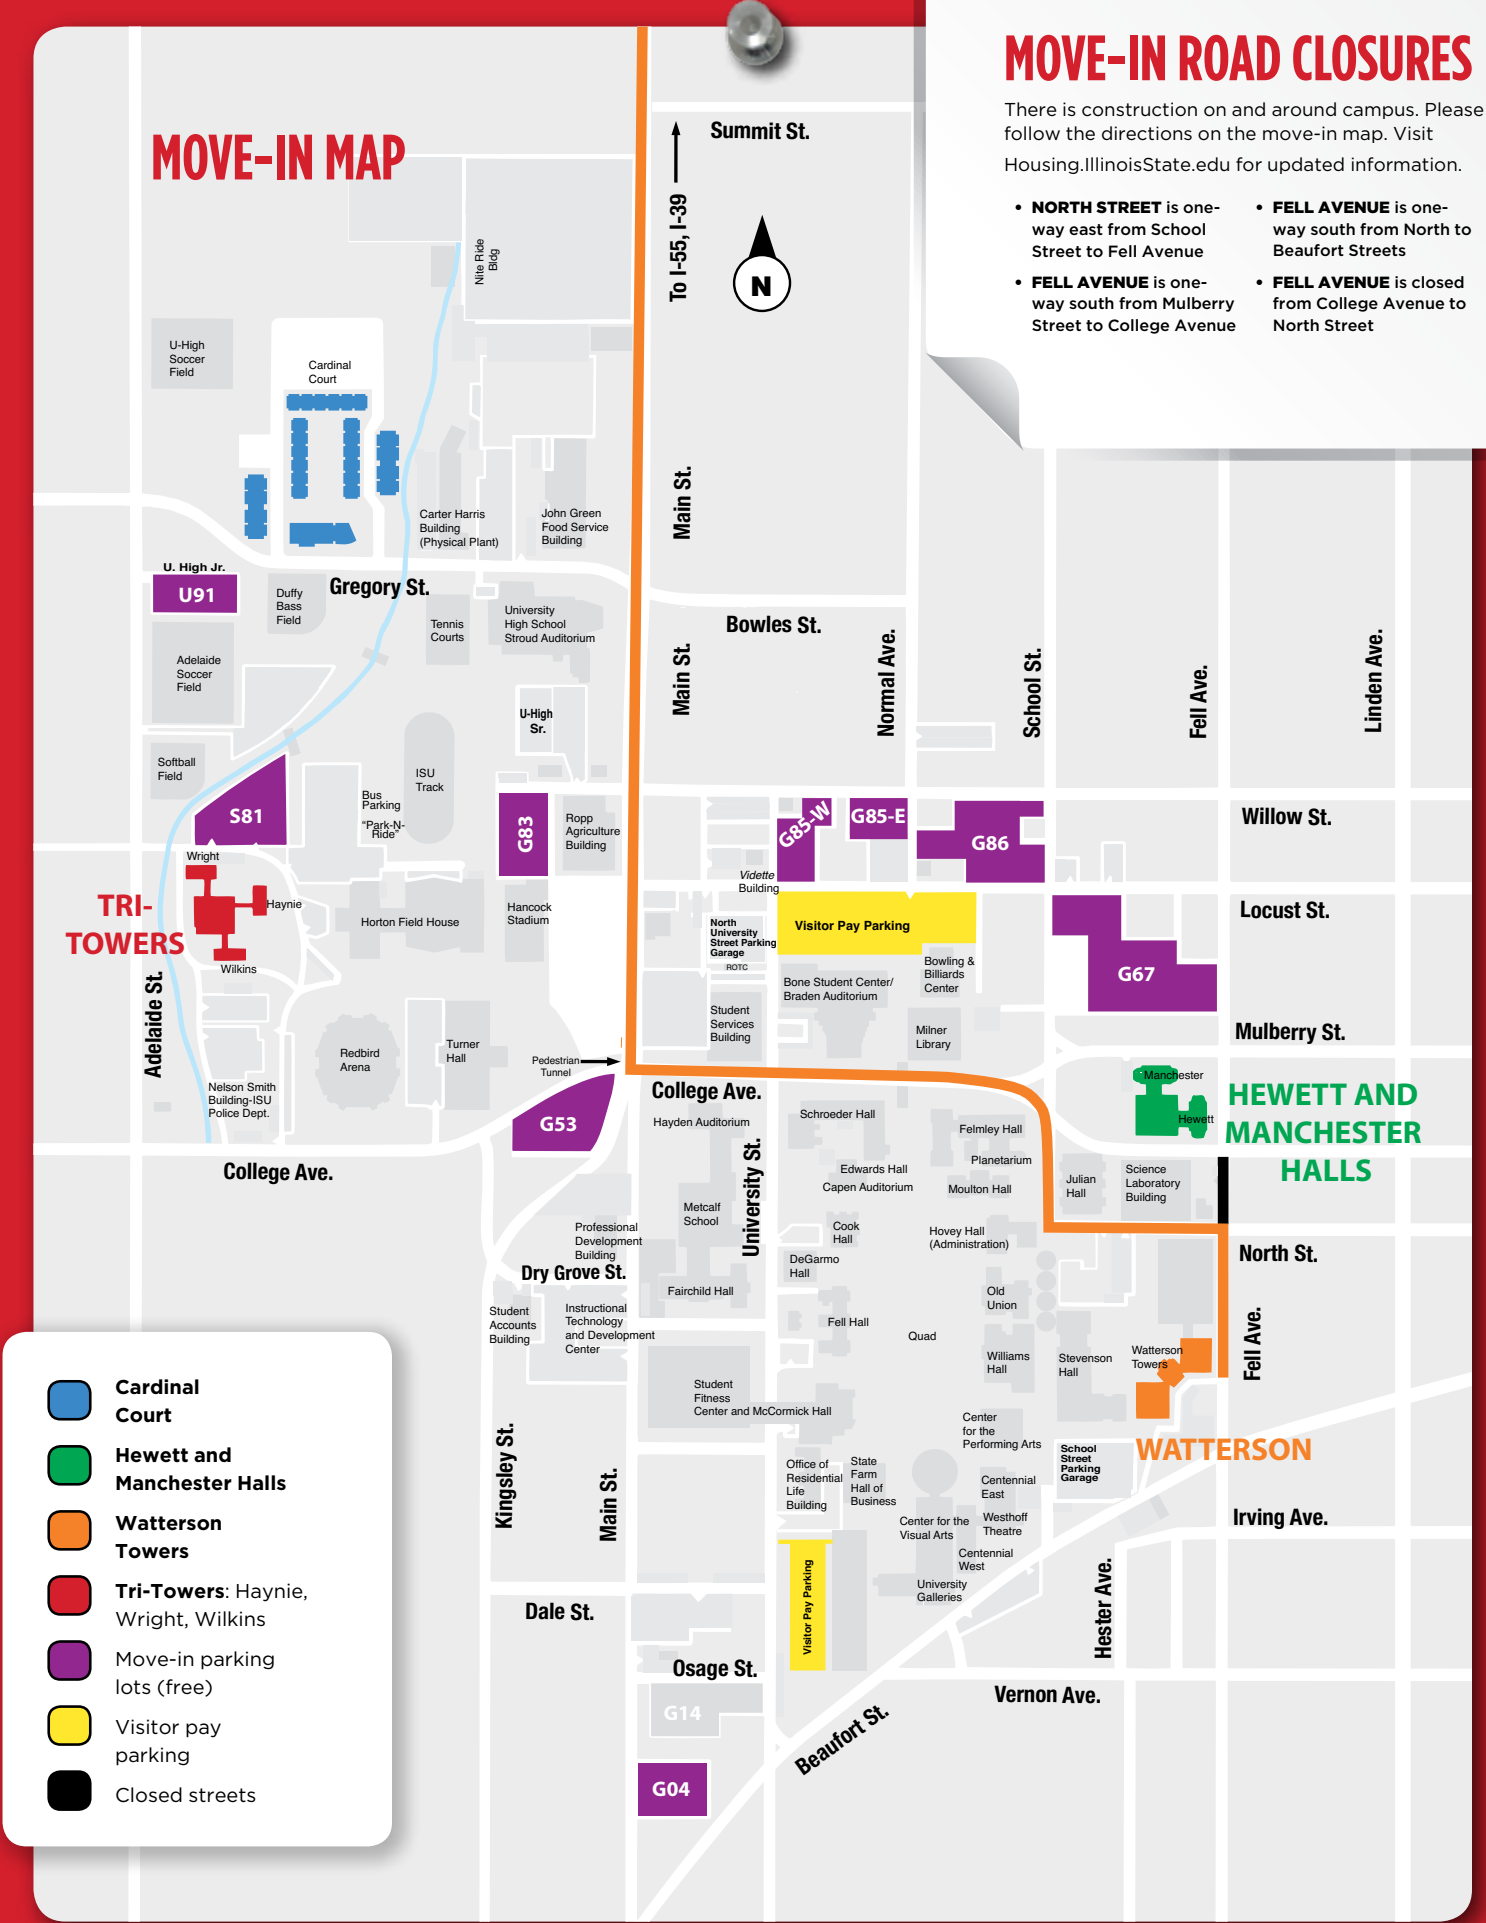 MOVE-IN ROAD CLOSURES
There is construction on and around campus. Please
follow the directions on the move-in map. Visit
Housing.IllinoisState.edu for updated information.
• NORTH STREET is one-
way east from School
Street to Fell Avenue
• FELL AVENUE is one-
way south from Mulberry
Street to College Avenue
• FELL AVENUE is one-
way south from North to
Beaufort Streets
• FELL AVENUE is closed
from College Avenue to
North Street
MOVE-IN MAP
Summit St.
To I-55, I-39
N
Nite Ride
Bldg
U-High
Soccer
Field
Cardinal
Court
Main St.
Carter Harris
Building
(Physical Plant)
John Green
Food Service
Building
U. High Jr.
U91
Duffy
Bass
Field
Gregory St.
Tennis
Courts
University
High School
Stroud Auditorium
Bowles St.
Main St.
Normal Ave.
School St.
Fell Ave.
Linden Ave.
Adelaide
Soccer
Field
U-High
Sr.
Softball
Field
ISU
Track
Bus
Parking
"Park-N-
Ride"
S81
G83
Ropp
Agriculture
Building
G85-W
G85-E
G86
Willow St.
Wright
Haynie
TRI-
TOWERS
Wilkins
Horton Field House
Hancock
Stadium
Vidette
Building
North
University
Street Parking
Garage
ROTC
Visitor Pay Parking
Locust St.
Bowling &
Billiards
Center
G67
Bone Student Center/
Braden Auditorium
Student
Services
Building
Milner
Library
Mulberry St.
Adelaide St.
Redbird
Arena
Turner
Hall
Pedestrian
Tunnel
Nelson Smith
Building-ISU
Police Dept.
College Ave.
Manchester
Hewett
HEWETT AND
MANCHESTER
HALLS
G53
Hayden Auditorium
Schroeder Hall
Felmley Hall
Planetarium
College Ave.
Edwards Hall
Capen Auditorium
Moulton Hall
Julian
Hall
Science
Laboratory
Building
University St.
Metcalf
School
Professional
Development
Building
Cook
Hall
Hovey Hall
(Administration)
DeGarmo
Hall
North St.
Dry Grove St.
Fairchild Hall
Old
Union
Student
Accounts
Building
Instructional
Technology
and Development
Center
Fell Hall
Quad
Williams
Hall
Stevenson
Hall
Watterson
Towers
Fell Ave.
Student
Fitness
Center and McCormick Hall
Center
for the
Performing Arts
WATTERSON
School
Street
Parking
Garage
Kingsley St.
Main St.
Office of
Residential
Life
Building
State
Farm
Hall of
Business
Centennial
East
Center for the
Visual Arts
Westhoff
Theatre
Centennial
West
University
Galleries
Irving Ave.
Visitor Pay Parking
Hester Ave.
Dale St.
Osage St.
Vernon Ave.
G14
Beaufort St.
G04
Cardinal
Court
Hewett and
Manchester Halls
Watterson
Towers
Tri-Towers: Haynie,
Wright, Wilkins
Move-in parking
lots (free)
Visitor pay
parking
Closed streets